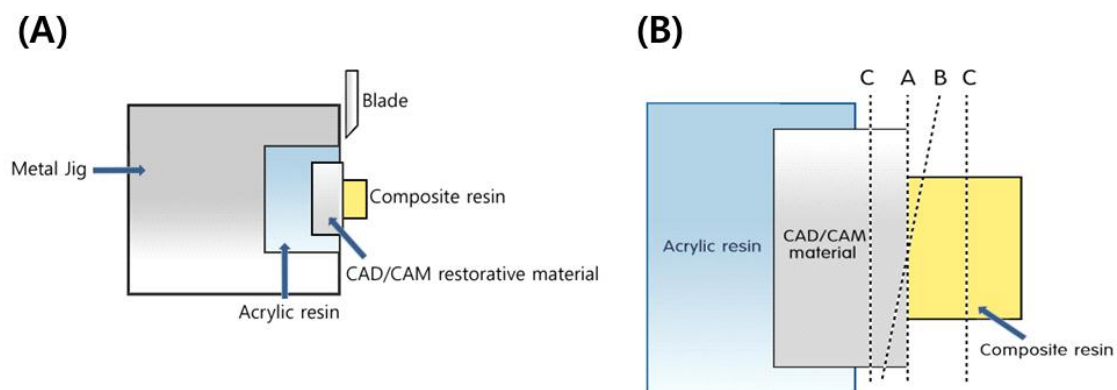 (A)
Blade
Metal Jig
Composite resin
CAD/CAM restorative material
Acrylic resin
(B)
C A B C
Acrylic resin
CAD/CAM
material
Composite resin